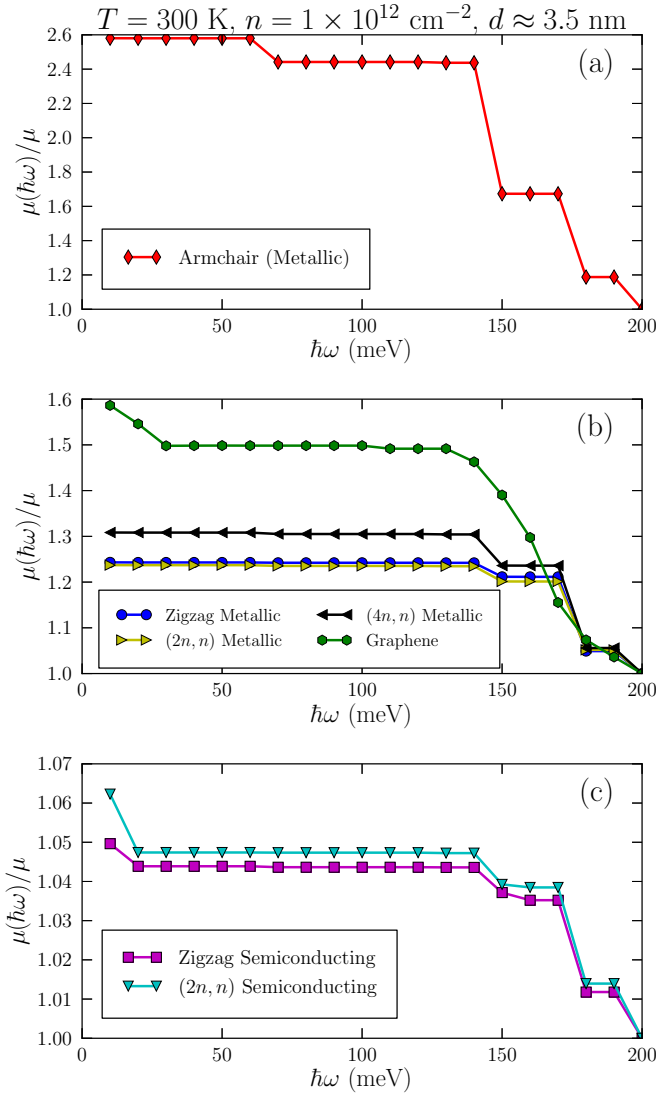 T = 300 K, n = 1 × 10¹² cm⁻², d ≈ 3.5 nm
(a)
2.6
2.4
2.2
2.0
1.8
1.6
1.4
1.2
1.0
μ(ħω)/μ
Armchair (Metallic)
0 50 100 150 200
ħω (meV)
(b)
1.6
1.5
1.4
1.3
1.2
1.1
1.0
μ(ħω)/μ
Zigzag Metallic
(2n, n) Metallic
(4n, n) Metallic
Graphene
0 50 100 150 200
ħω (meV)
(c)
1.07
1.06
1.05
1.04
1.03
1.02
1.01
1.00
μ(ħω)/μ
Zigzag Semiconducting
(2n, n) Semiconducting
0 50 100 150 200
ħω (meV)